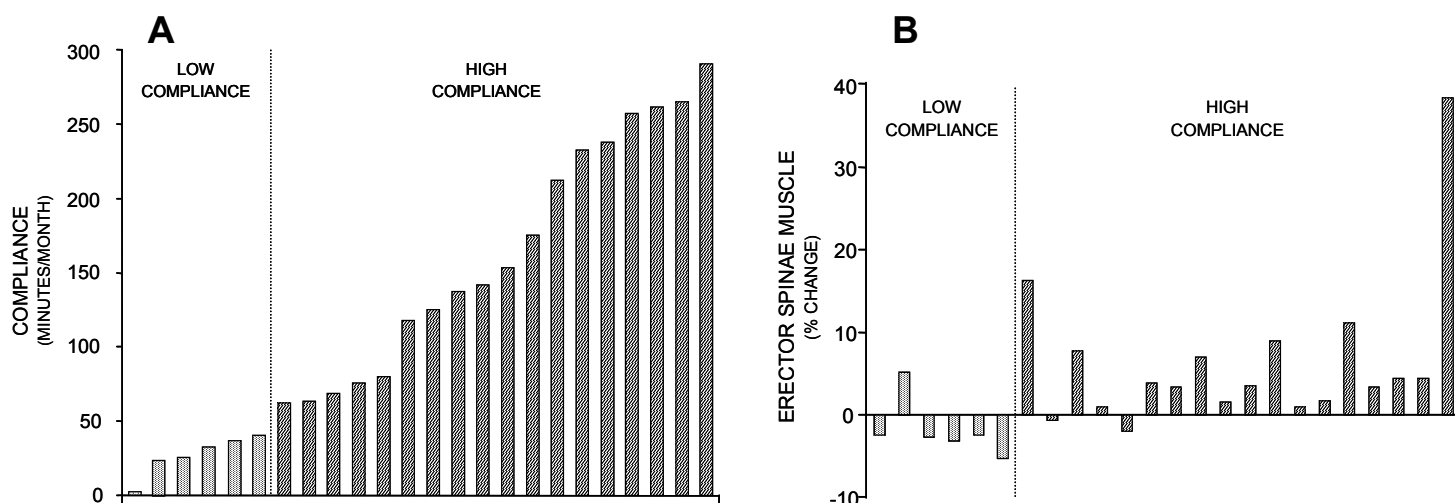 A
COMPLIANCE
(MINUTES/MONTH)
300
250
200
150
100
50
0
LOW
COMPLIANCE
HIGH
COMPLIANCE
B
ERECTOR SPINAE MUSCLE
(% CHANGE)
40
30
20
10
0
-10
LOW
COMPLIANCE
HIGH
COMPLIANCE